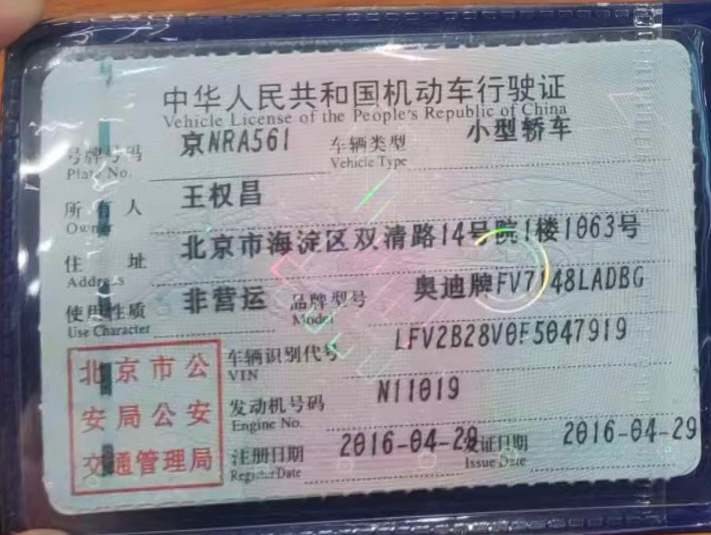 中华人民共和国机动车行驶证
Vehicle License of the People's Republic of China
号牌号码 京NRA561 车辆类型 小型轿车
Plate No. Vehicle Type
所有人 王权昌
Owner
住址 北京市海淀区双清路14号院1楼1063号
Address
使用性质 非营运 品牌型号 奥迪牌FV7148LADBG
Use Character Model
北京市公
安局公安
交通管理局
车辆识别代号 LFV2B28V0F5047919
VIN
发动机号码 N11019
Engine No.
注册日期 2016-04-29 发证日期 2016-04-29
Register Date Issue Date